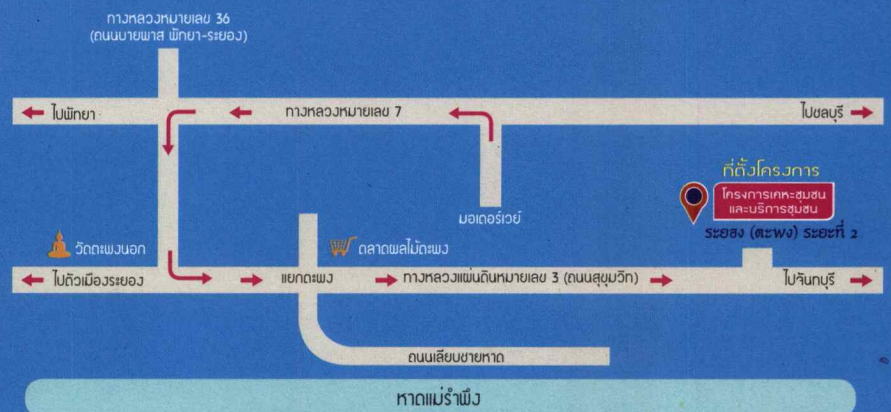 ทางหลวงหมายเลข 36
(ถนนบายพาส พัทยา-ระยอง)
ไปพัทยา
ทางหลวงหมายเลข 7
ไปชลบุรี
มอเตอร์เวย์
ที่ตั้งโครงการ
โครงการเคหะชุมชน
และบริการชุมชน
ระยอง (ตะพง) ระยะที่ 2
วัดตะพงนอก
ตลาดผลไม้ตะพง
ไปตัวเมืองระยอง
แยกตะพง
ทางหลวงแผ่นดินหมายเลข 3 (ถนนสุขุมวิท)
ไปจันทบุรี
ถนนเลียบชายหาด
หาดแม่รำพึง